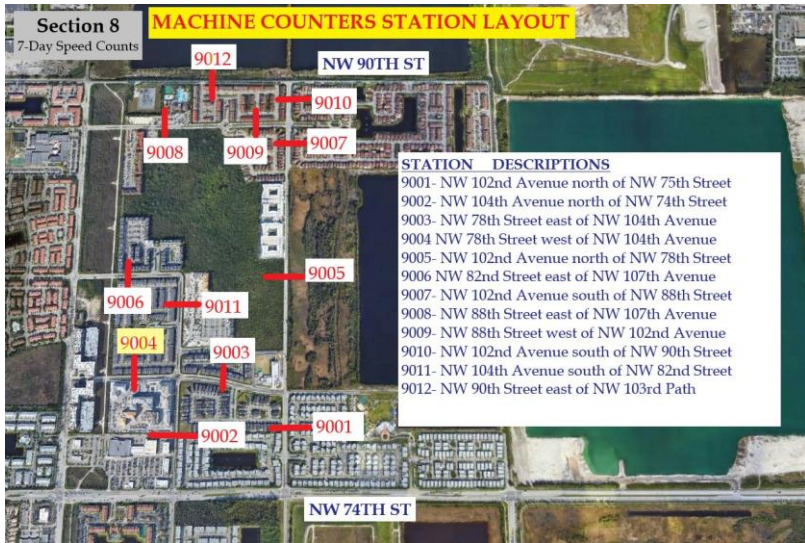 Section 8
7-Day Speed Counts
MACHINE COUNTERS STATION LAYOUT
NW 90TH ST
9012
9010
9008
9009
9007
STATION DESCRIPTIONS
9001- NW 102nd Avenue north of NW 75th Street
9002- NW 104th Avenue north of NW 74th Street
9003- NW 78th Street east of NW 104th Avenue
9004 NW 78th Street west of NW 104th Avenue
9005- NW 102nd Avenue north of NW 78th Street
9006 NW 82nd Street east of NW 107th Avenue
9007- NW 102nd Avenue south of NW 88th Street
9008- NW 88th Street east of NW 107th Avenue
9009- NW 88th Street west of NW 102nd Avenue
9010- NW 102nd Avenue south of NW 90th Street
9011- NW 104th Avenue south of NW 82nd Street
9012- NW 90th Street east of NW 103rd Path
9005
9006
9011
9004
9003
9001
9002
NW 74TH ST